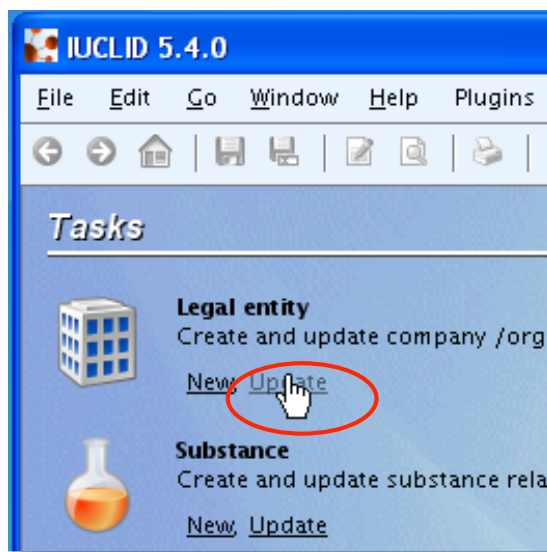 IUCLID 5.4.0
File Edit Go Window Help Plugins
Tasks
Legal entity
Create and update company /org
New, Update
Substance
Create and update substance rela
New, Update